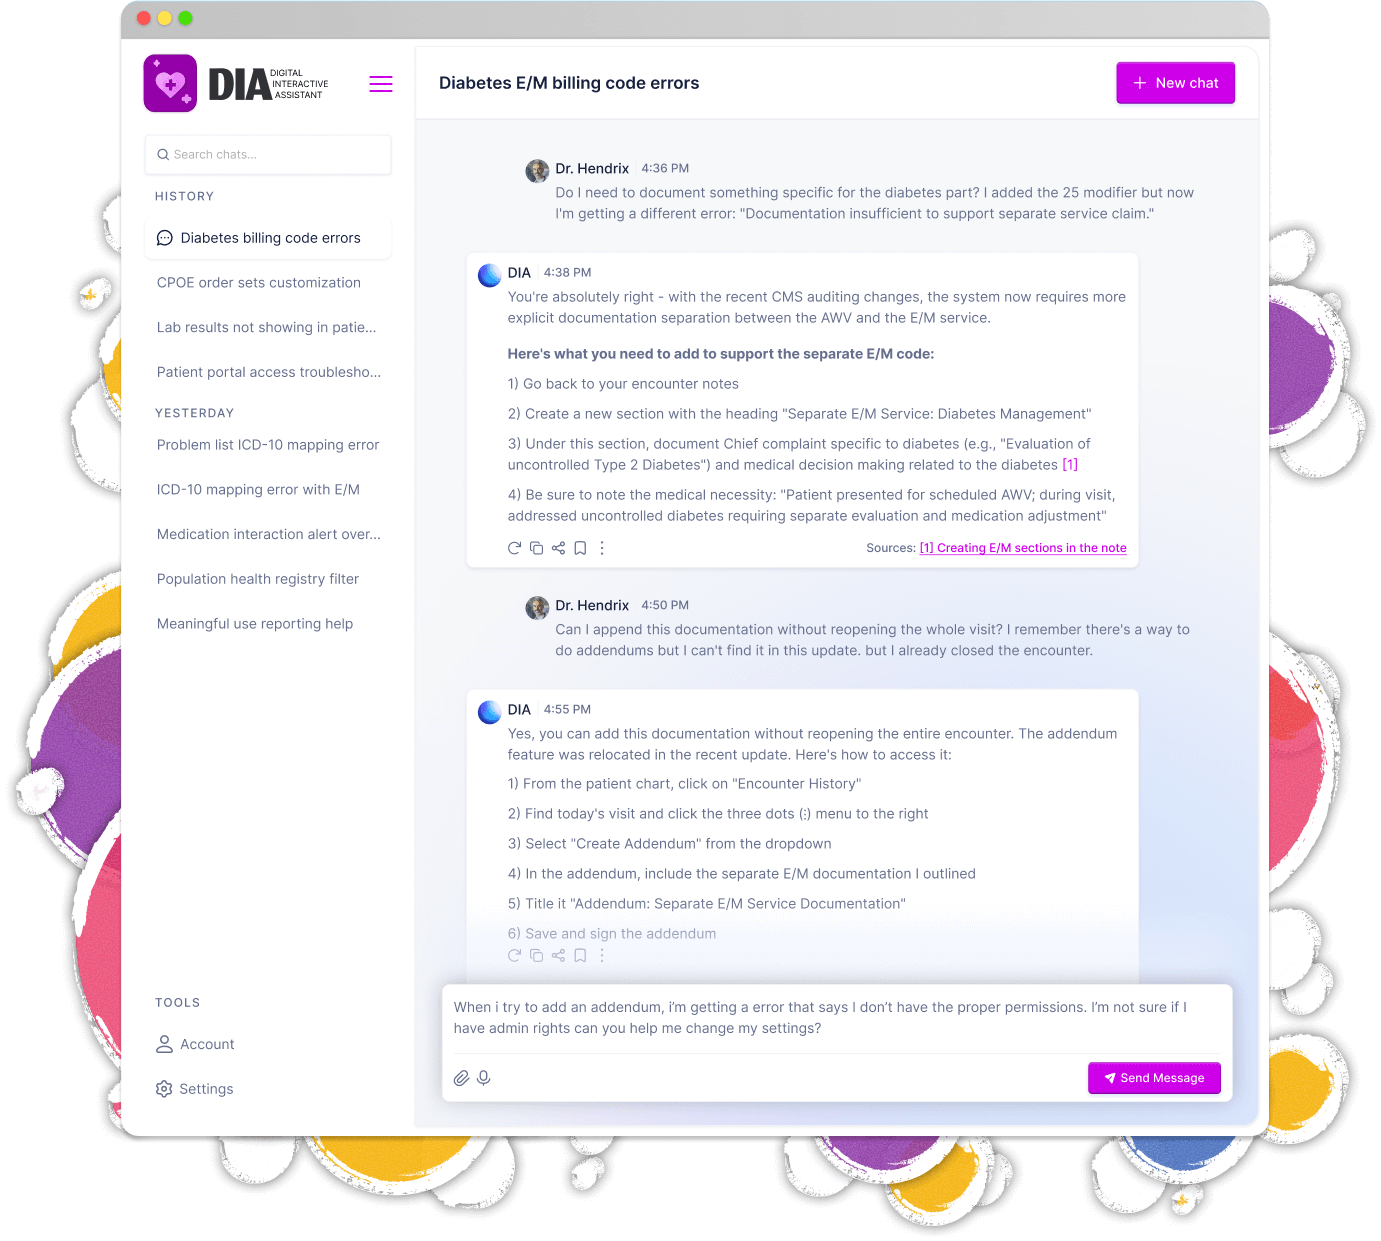 DIA DIGITAL
INTERACTIVE
ASSISTANT
Search chats...
HISTORY
Diabetes billing code errors
CPOE order sets customization
Lab results not showing in patie...
Patient portal access troublesho...
YESTERDAY
Problem list ICD-10 mapping error
ICD-10 mapping error with E/M
Medication interaction alert over...
Population health registry filter
Meaningful use reporting help
TOOLS
Account
Settings
Diabetes E/M billing code errors
+ New chat
Dr. Hendrix 4:36 PM
Do I need to document something specific for the diabetes part? I added the 25 modifier but now
I'm getting a different error: "Documentation insufficient to support separate service claim."
DIA 4:38 PM
You're absolutely right - with the recent CMS auditing changes, the system now requires more
explicit documentation separation between the AWV and the E/M service.
Here's what you need to add to support the separate E/M code:
1) Go back to your encounter notes
2) Create a new section with the heading "Separate E/M Service: Diabetes Management"
3) Under this section, document Chief complaint specific to diabetes (e.g., "Evaluation of
uncontrolled Type 2 Diabetes") and medical decision making related to the diabetes [1]
4) Be sure to note the medical necessity: "Patient presented for scheduled AWV; during visit,
addressed uncontrolled diabetes requiring separate evaluation and medication adjustment"
Sources: [1] Creating E/M sections in the note
Dr. Hendrix 4:50 PM
Can I append this documentation without reopening the whole visit? I remember there's a way to
do addendums but I can't find it in this update. but I already closed the encounter.
DIA 4:55 PM
Yes, you can add this documentation without reopening the entire encounter. The addendum
feature was relocated in the recent update. Here's how to access it:
1) From the patient chart, click on "Encounter History"
2) Find today's visit and click the three dots (⋮) menu to the right
3) Select "Create Addendum" from the dropdown
4) In the addendum, include the separate E/M documentation I outlined
5) Title it "Addendum: Separate E/M Service Documentation"
6) Save and sign the addendum
When i try to add an addendum, i’m getting a error that says I don’t have the proper permissions. I’m not sure if I
have admin rights can you help me change my settings?
Send Message